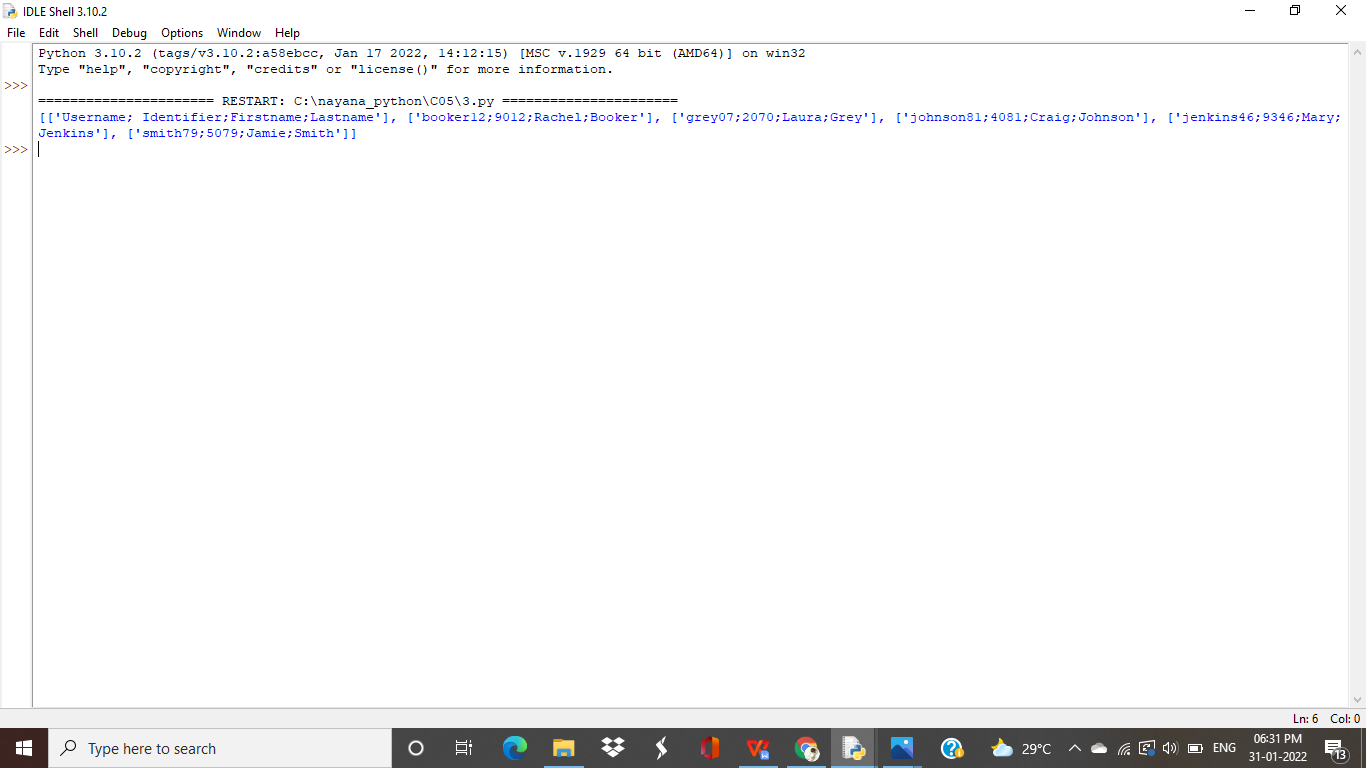 IDLE Shell 3.10.2
File Edit Shell Debug Options Window Help
Python 3.10.2 (tags/v3.10.2:a58ebcc, Jan 17 2022, 14:12:15) [MSC v.1929 64 bit (AMD64)] on win32
Type "help", "copyright", "credits" or "license()" for more information.
>>>
====================== RESTART: C:\nayana_python\C05\3.py ======================
[['Username; Identifier;Firstname;Lastname'], ['booker12;9012;Rachel;Booker'], ['grey07;2070;Laura;Grey'], ['johnson81;4081;Craig;Johnson'], ['jenkins46;9346;Mary;
Jenkins'], ['smith79;5079;Jamie;Smith']]
>>>
Ln: 6 Col: 0
Type here to search
29°C
ENG
06:31 PM
31-01-2022
13